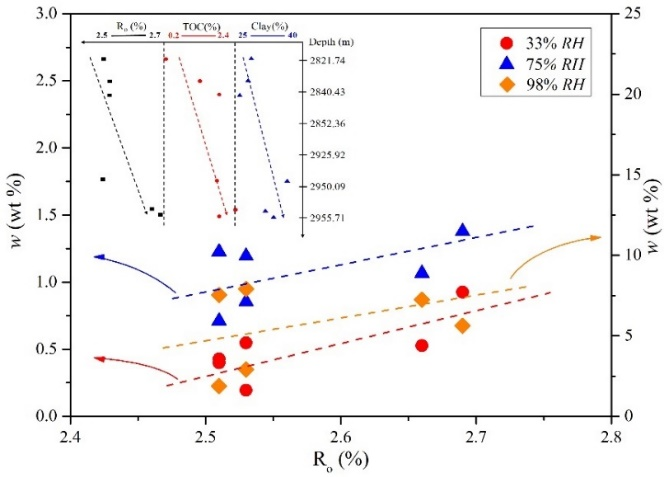 3.0
2.5
2.0
1.5
1.0
0.5
0.0
w (wt %)
Ro (%)
2.5 2.7
TOC(%)
0.2 2.4
Clay(%)
25 40
Depth (m)
2821.74
2840.43
2852.36
2925.92
2950.09
2955.71
33% RH
75% RH
98% RH
25
20
15
10
5
0
w (wt %)
2.4 2.5 2.6 2.7 2.8
Ro (%)